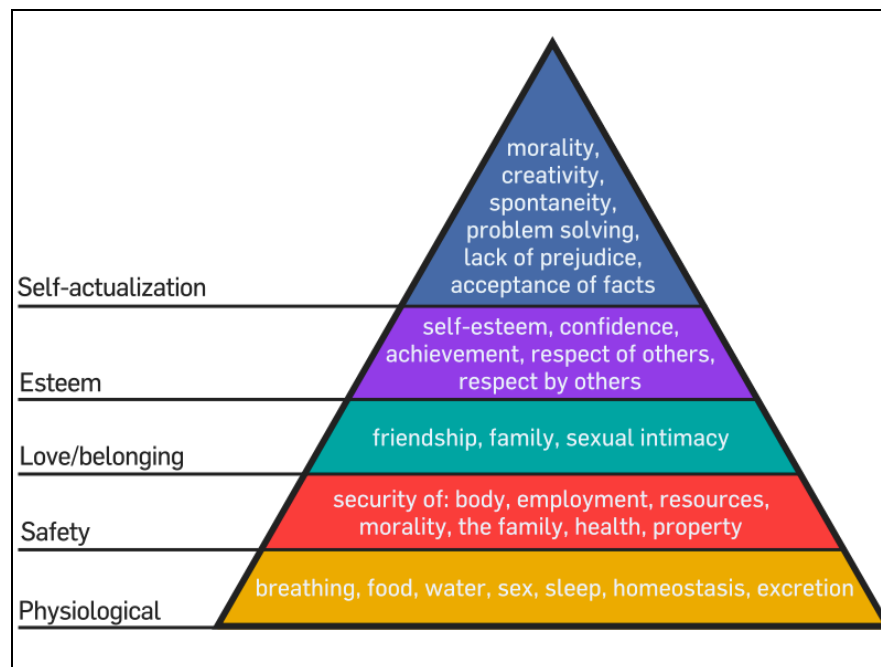 morality,
creativity,
spontaneity,
problem solving,
lack of prejudice,
acceptance of facts
Self-actualization
self-esteem, confidence,
achievement, respect of others,
respect by others
Esteem
friendship, family, sexual intimacy
Love/belonging
security of: body, employment, resources,
morality, the family, health, property
Safety
breathing, food, water, sex, sleep, homeostasis, excretion
Physiological